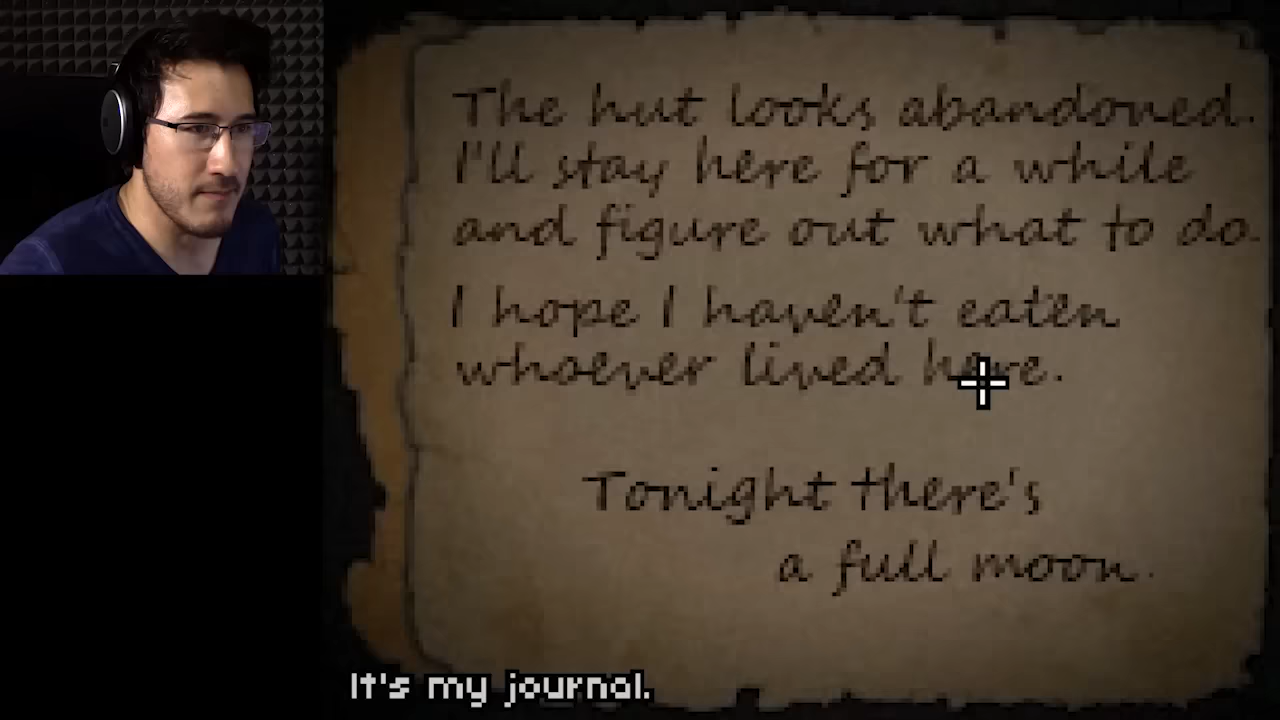 The hut looks abandoned.
I'll stay here for a while
and figure out what to do.
I hope I haven't eaten
whoever lived here.
Tonight there's
a full moon.
It's my journal.